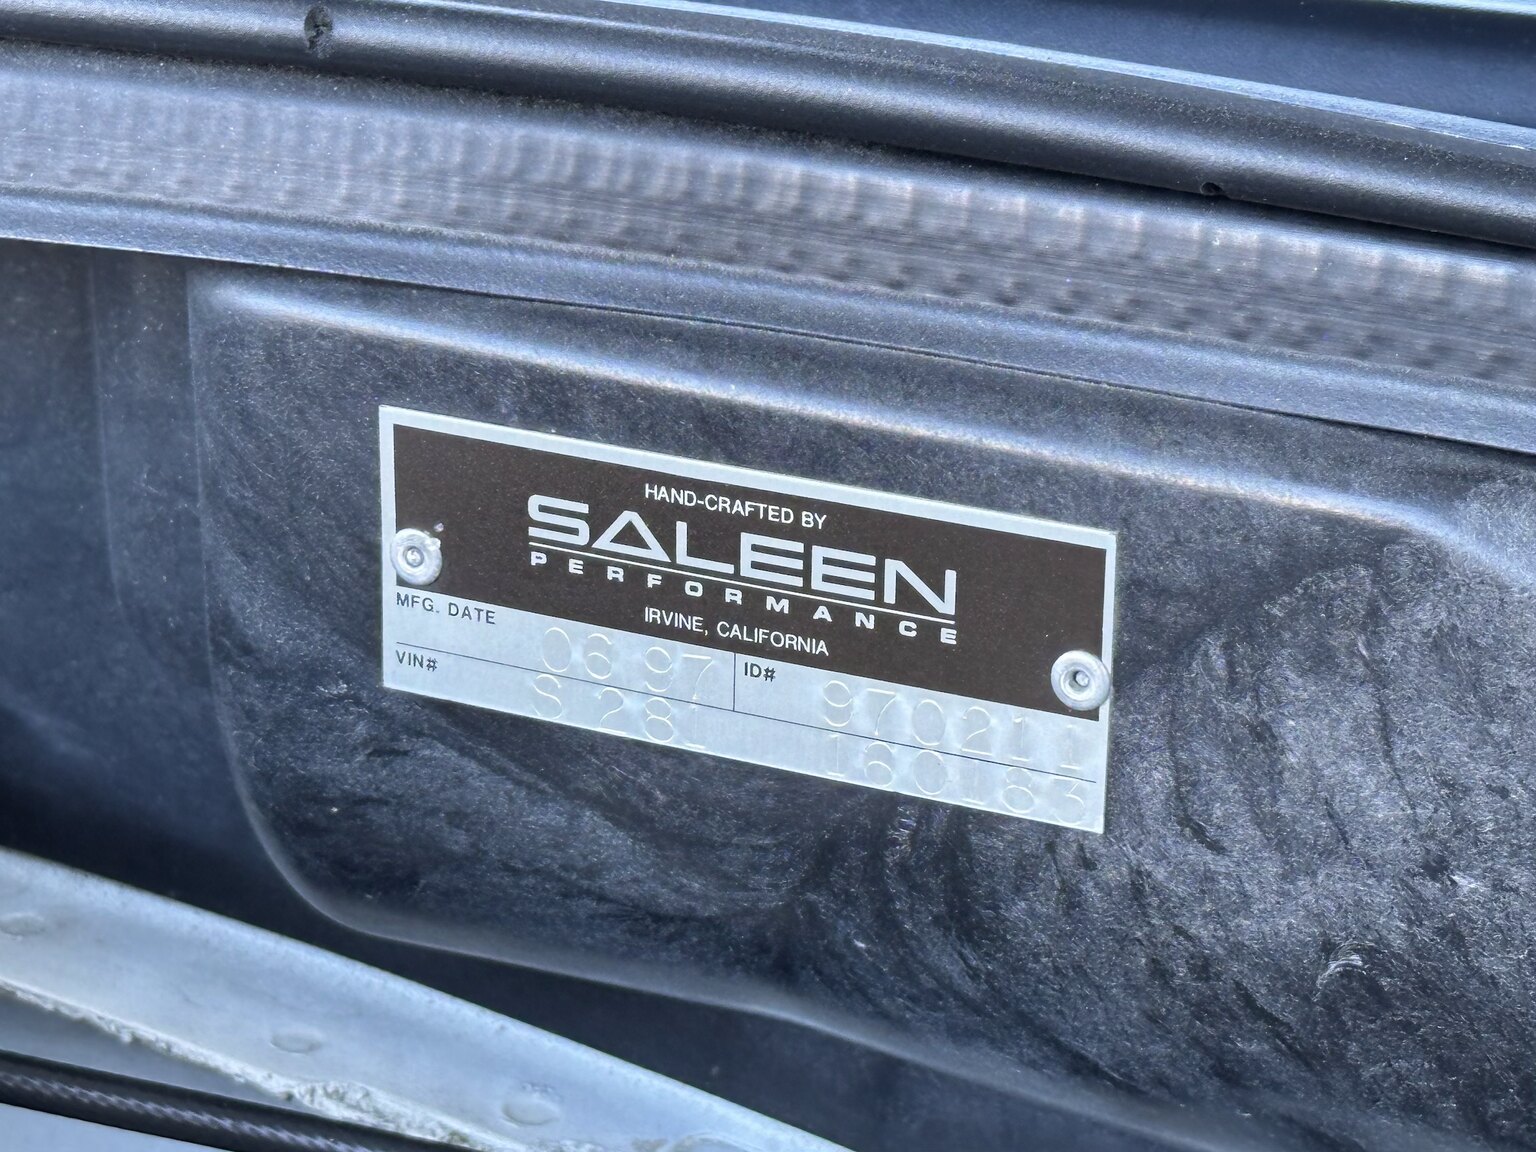 HAND-CRAFTED BY
SALEEN
PERFORMANCE
IRVINE, CALIFORNIA
MFG. DATE 06 97 ID# 970211
VIN# S 281 160183